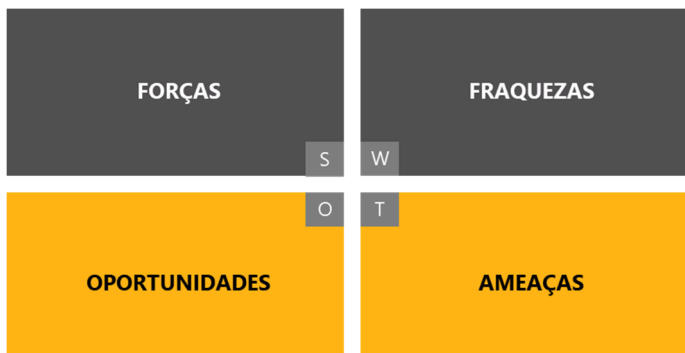 FORÇAS
FRAQUEZAS
S
W
O
T
OPORTUNIDADES
AMEAÇAS